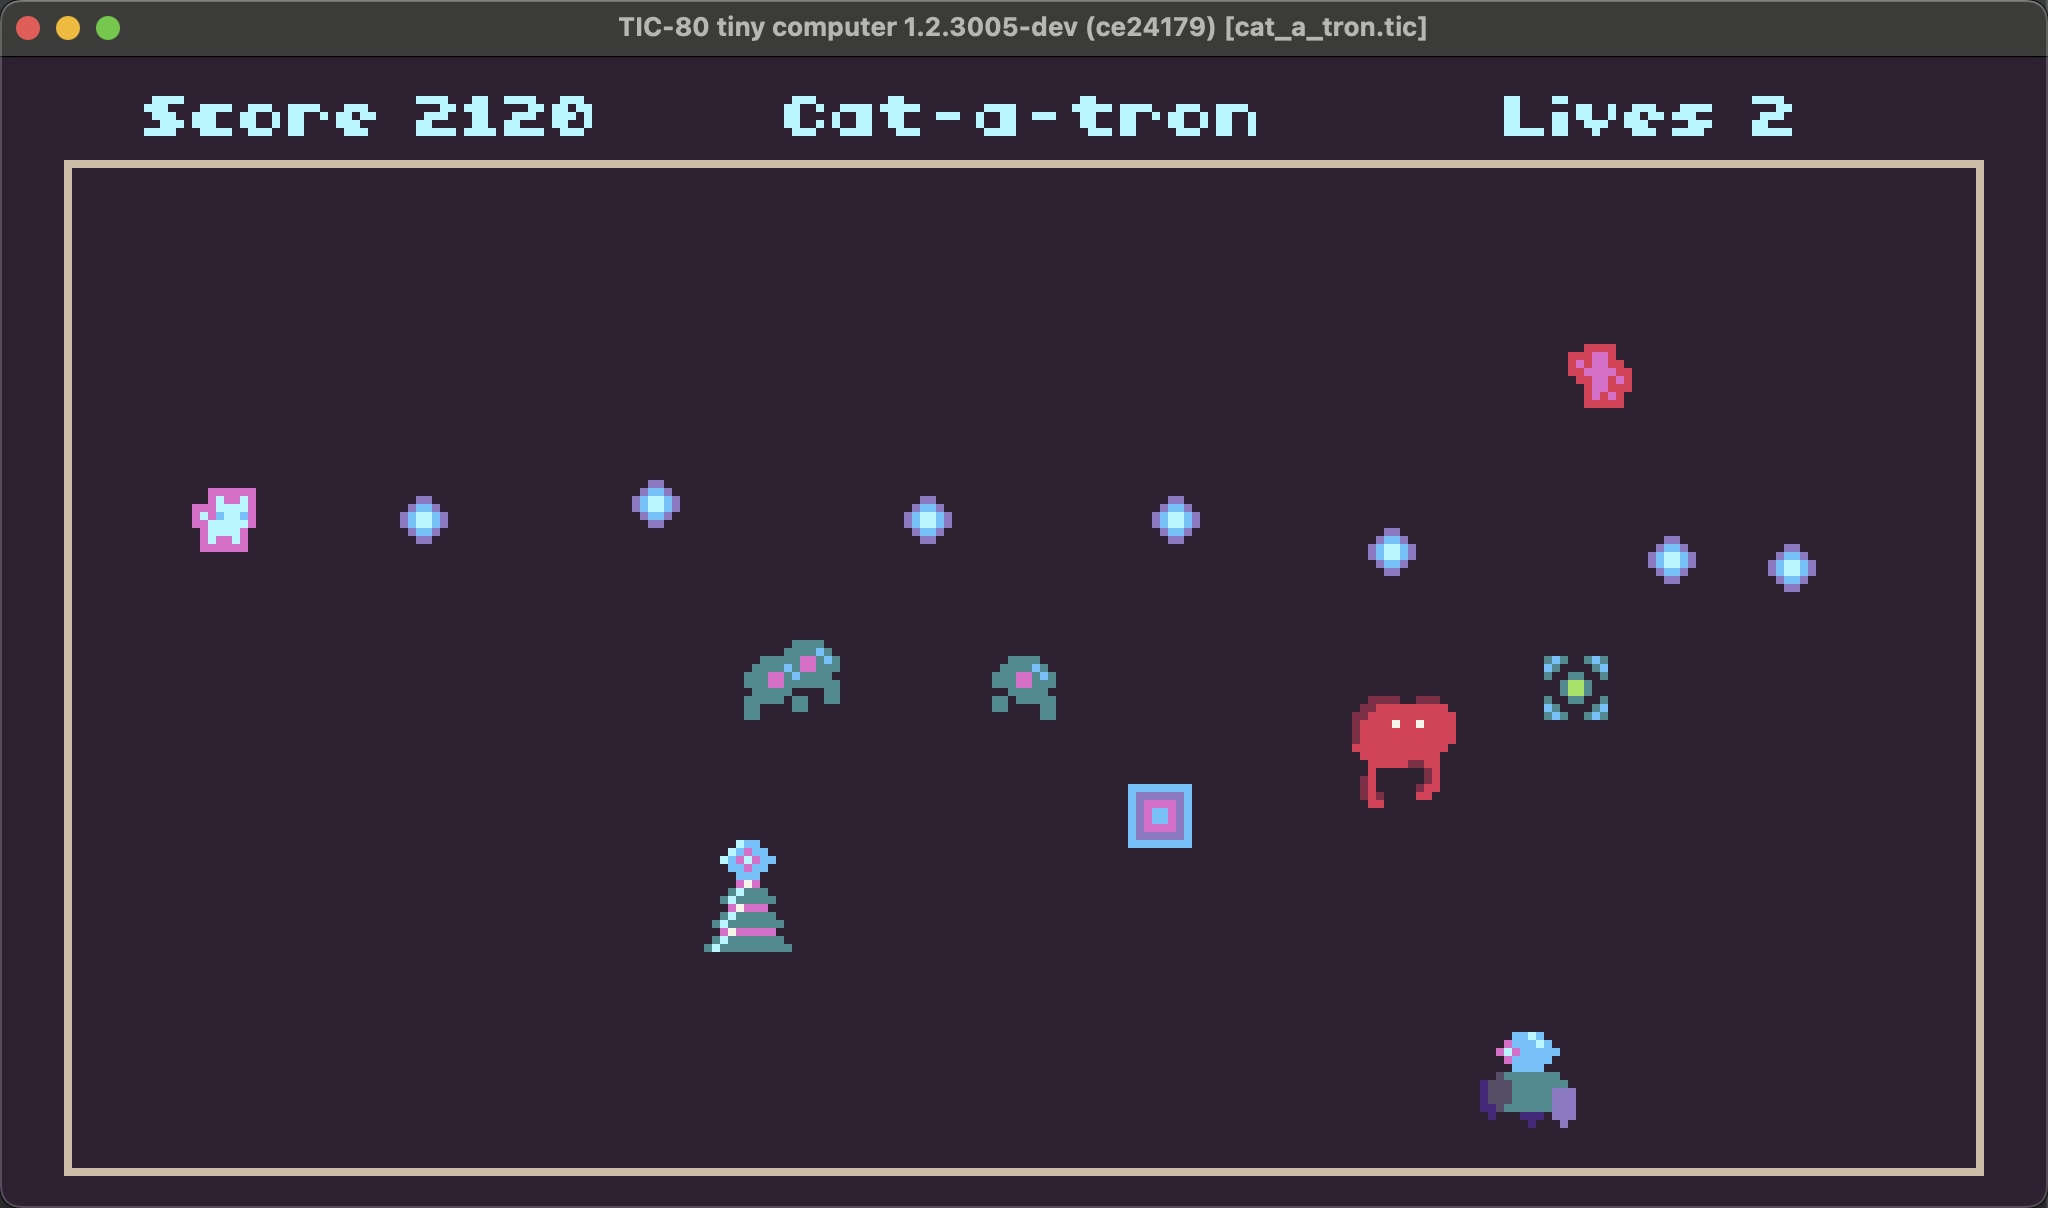 TIC-80 tiny computer 1.2.3005-dev (ce24179) [cat_a_tron.tic]
Score 2120 Cat-a-tron Lives 2